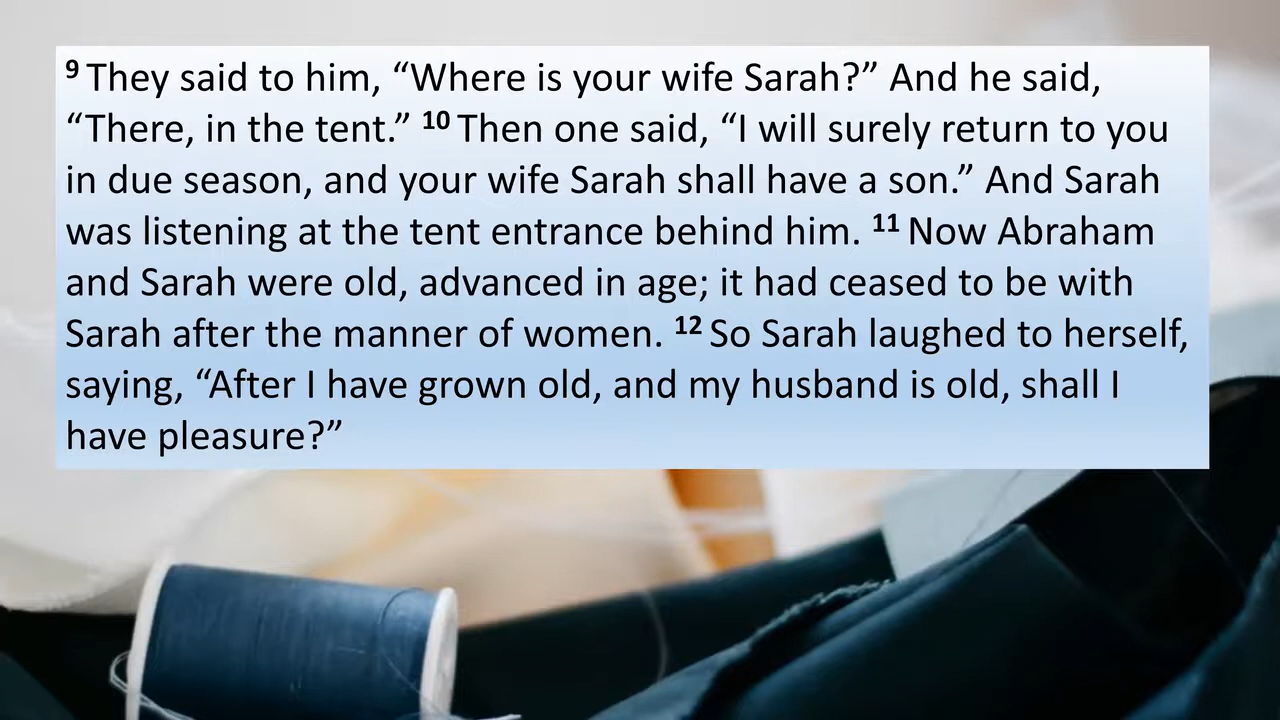 9 They said to him, “Where is your wife Sarah?” And he said,
“There, in the tent.” 10 Then one said, “I will surely return to you
in due season, and your wife Sarah shall have a son.” And Sarah
was listening at the tent entrance behind him. 11 Now Abraham
and Sarah were old, advanced in age; it had ceased to be with
Sarah after the manner of women. 12 So Sarah laughed to herself,
saying, “After I have grown old, and my husband is old, shall I
have pleasure?”